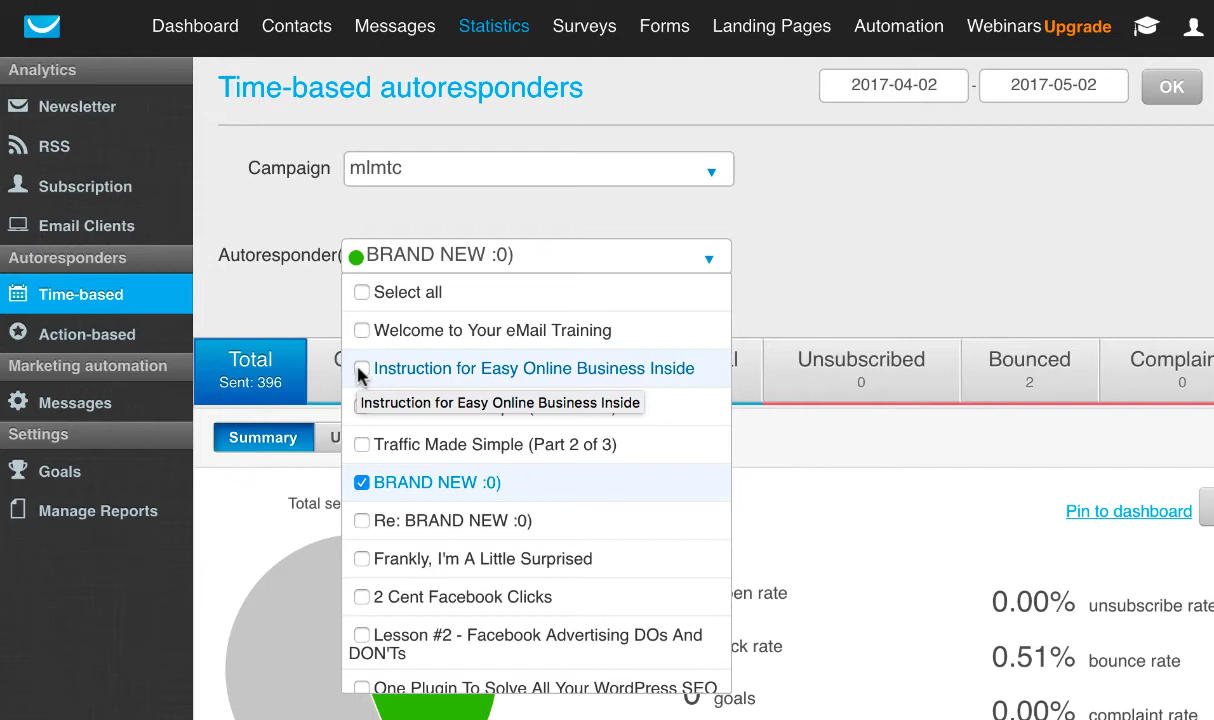 Dashboard Contacts Messages Statistics Surveys Forms Landing Pages Automation Webinars Upgrade
Analytics
Newsletter
RSS
Subscription
Email Clients
Autoresponders
Time-based
Action-based
Marketing automation
Messages
Settings
Goals
Manage Reports
Time-based autoresponders
2017-04-02 - 2017-05-02 OK
Campaign mlmtc
Autoresponder( BRAND NEW :0)
Select all
Welcome to Your eMail Training
Instruction for Easy Online Business Inside
Instruction for Easy Online Business Inside
Traffic Made Simple (Part 2 of 3)
BRAND NEW :0)
Re: BRAND NEW :0)
Frankly, I'm A Little Surprised
2 Cent Facebook Clicks
Lesson #2 - Facebook Advertising DOs And
DON'Ts
One Plugin To Solve All Your WordPress SEO
Total
Sent: 396
Unsubscribed
0
Bounced
2
Complain
0
Summary U
Total se
Pin to dashboard
en rate
ck rate
0 goals
0.00% unsubscribe rate
0.51% bounce rate
0.00% complaint rate